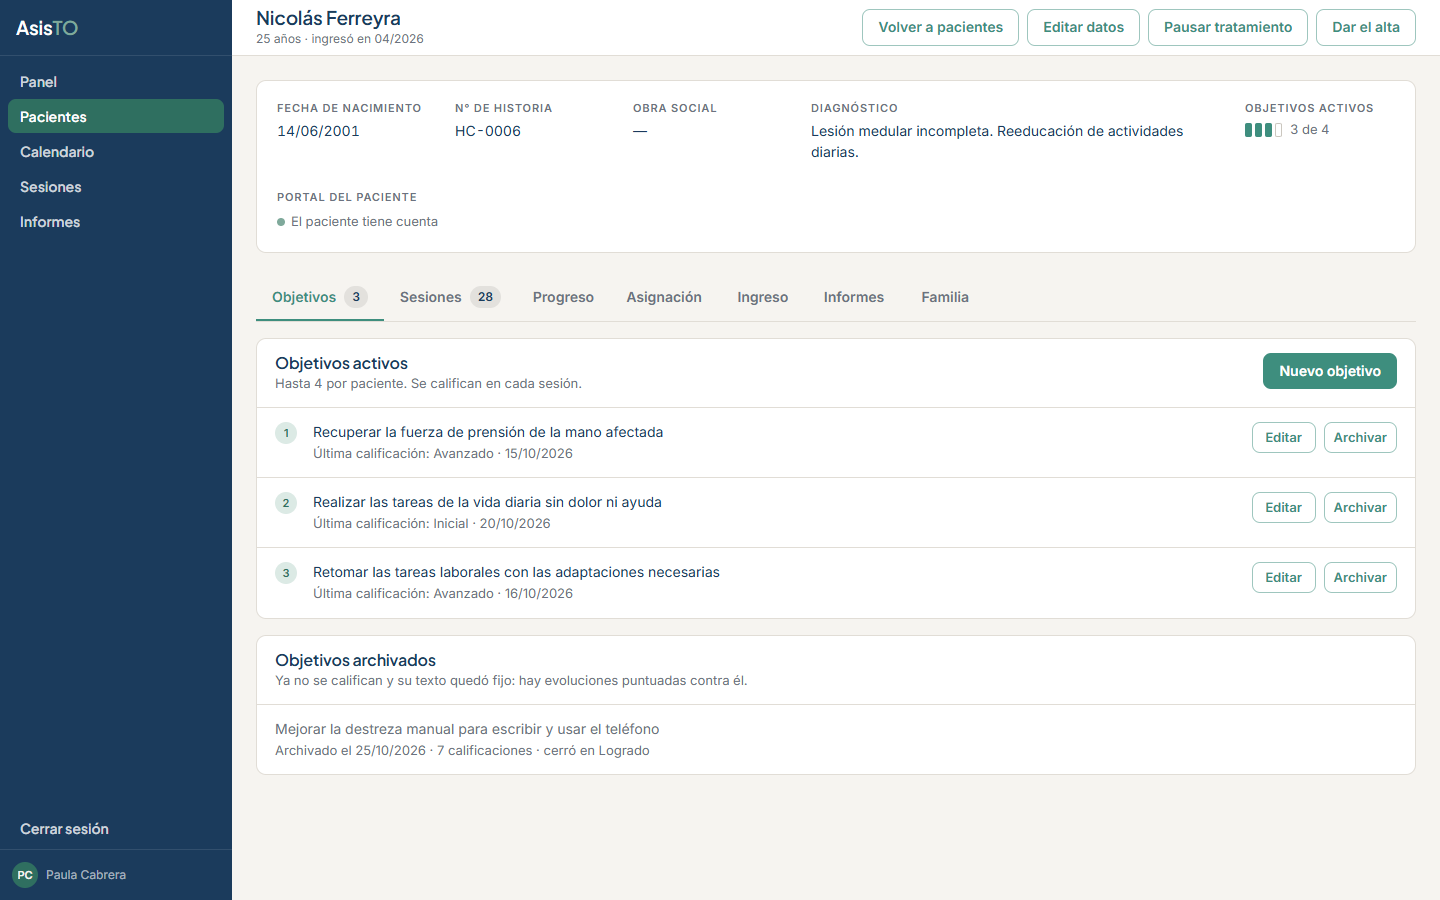 AsisTO
Panel
Pacientes
Calendario
Sesiones
Informes
Cerrar sesión
PC Paula Cabrera
Nicolás Ferreyra
25 años · ingresó en 04/2026
Volver a pacientes
Editar datos
Pausar tratamiento
Dar el alta
FECHA DE NACIMIENTO
14/06/2001
N° DE HISTORIA
HC-0006
OBRA SOCIAL
—
DIAGNÓSTICO
Lesión medular incompleta. Reeducación de actividades
diarias.
OBJETIVOS ACTIVOS
3 de 4
PORTAL DEL PACIENTE
El paciente tiene cuenta
Objetivos 3
Sesiones 28
Progreso
Asignación
Ingreso
Informes
Familia
Objetivos activos
Hasta 4 por paciente. Se califican en cada sesión.
Nuevo objetivo
1 Recuperar la fuerza de prensión de la mano afectada
Última calificación: Avanzado · 15/10/2026
Editar
Archivar
2 Realizar las tareas de la vida diaria sin dolor ni ayuda
Última calificación: Inicial · 20/10/2026
Editar
Archivar
3 Retomar las tareas laborales con las adaptaciones necesarias
Última calificación: Avanzado · 16/10/2026
Editar
Archivar
Objetivos archivados
Ya no se califican y su texto quedó fijo: hay evoluciones puntuadas contra él.
Mejorar la destreza manual para escribir y usar el teléfono
Archivado el 25/10/2026 · 7 calificaciones · cerró en Logrado